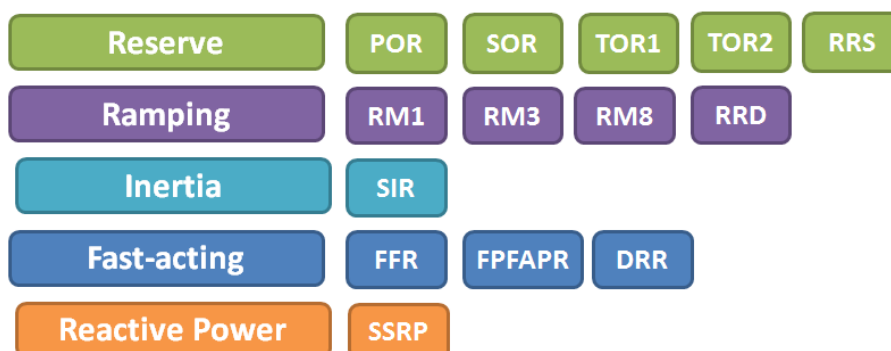 Reserve POR SOR TOR1 TOR2 RRS
Ramping RM1 RM3 RM8 RRD
Inertia SIR
Fast-acting FFR FPFAPR DRR
Reactive Power SSRP